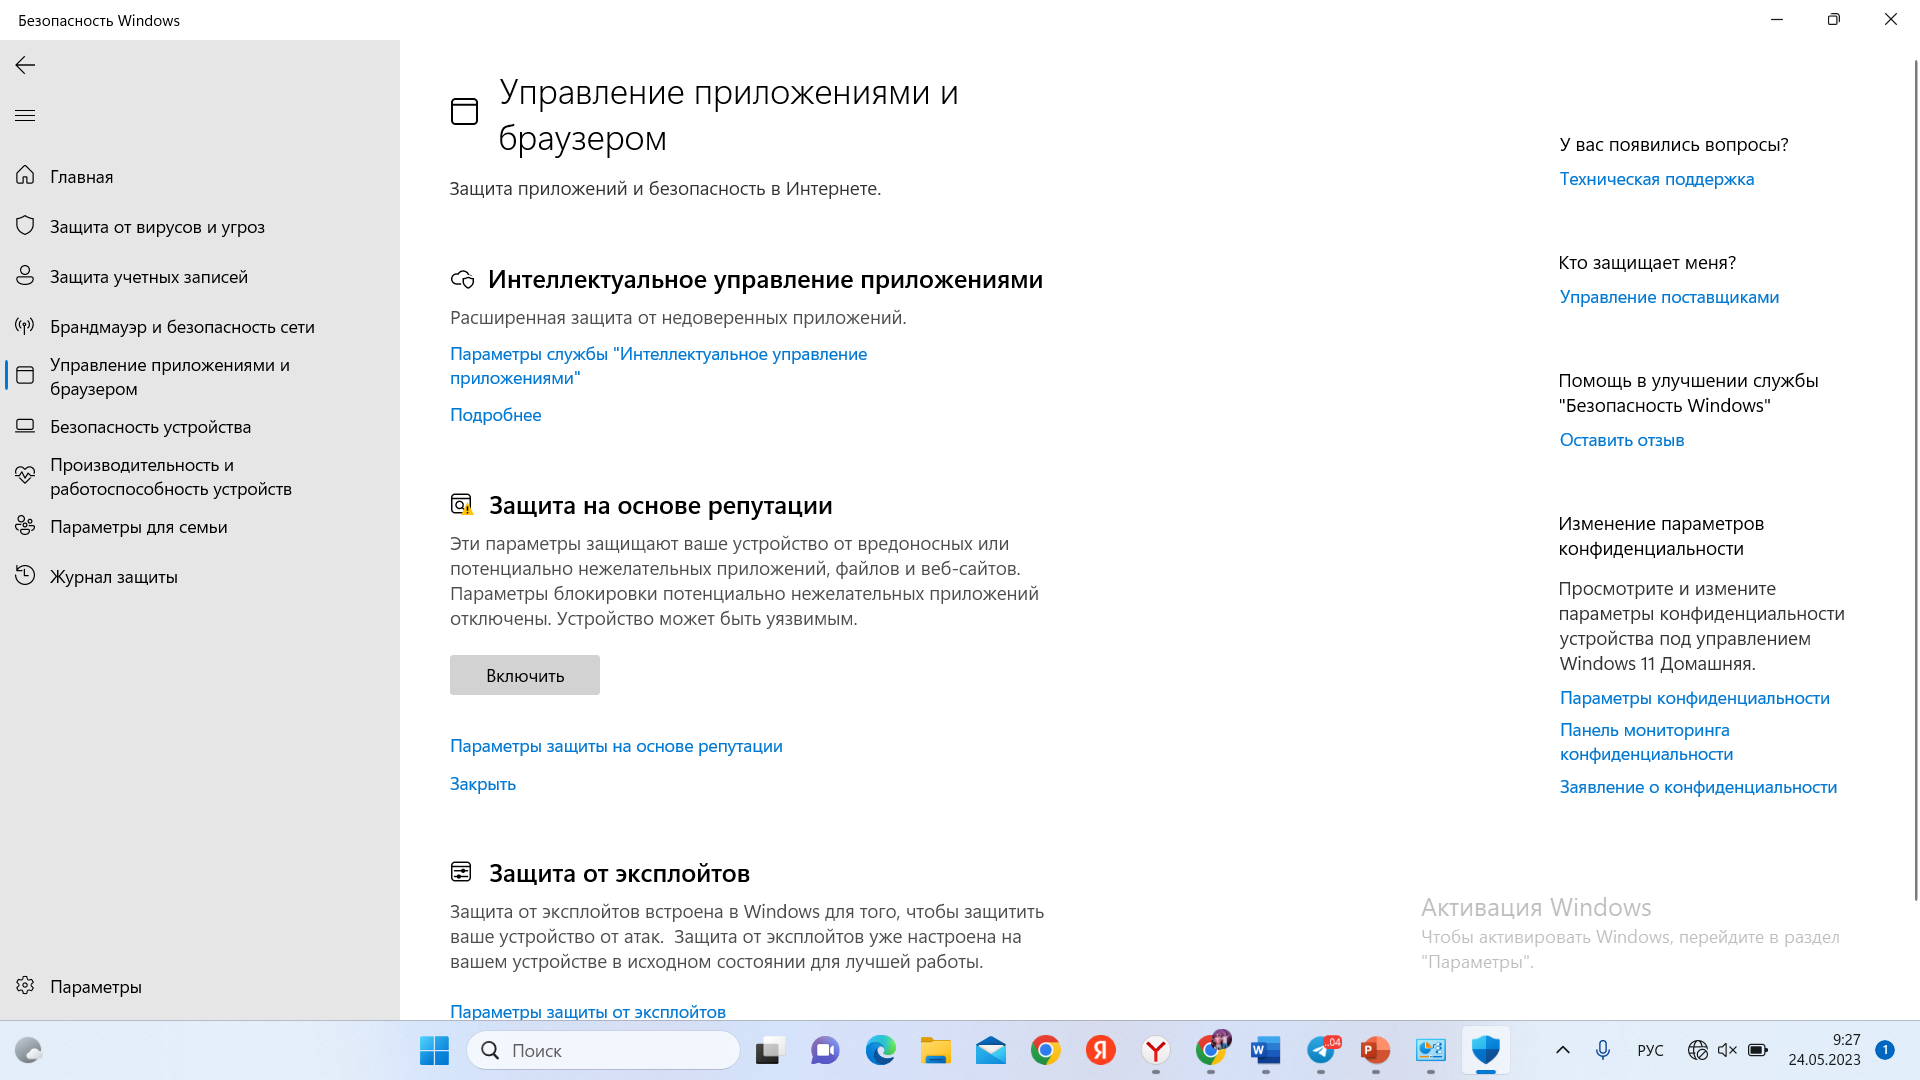 Безопасность Windows
Главная
Защита от вирусов и угроз
Защита учетных записей
Брандмауэр и безопасность сети
Управление приложениями и
браузером
Безопасность устройства
Производительность и
работоспособность устройств
Параметры для семьи
Журнал защиты
Параметры
Управление приложениями и
браузером
Защита приложений и безопасность в Интернете.
Интеллектуальное управление приложениями
Расширенная защита от недоверенных приложений.
Параметры службы "Интеллектуальное управление
приложениями"
Подробнее
Защита на основе репутации
Эти параметры защищают ваше устройство от вредоносных или
потенциально нежелательных приложений, файлов и веб-сайтов.
Параметры блокировки потенциально нежелательных приложений
отключены. Устройство может быть уязвимым.
Включить
Параметры защиты на основе репутации
Закрыть
Защита от эксплойтов
Защита от эксплойтов встроена в Windows для того, чтобы защитить
ваше устройство от атак.  Защита от эксплойтов уже настроена на
вашем устройстве в исходном состоянии для лучшей работы.
Параметры защиты от эксплойтов
У вас появились вопросы?
Техническая поддержка
Кто защищает меня?
Управление поставщиками
Помощь в улучшении службы
"Безопасность Windows"
Оставить отзыв
Изменение параметров
конфиденциальности
Просмотрите и измените
параметры конфиденциальности
устройства под управлением
Windows 11 Домашняя.
Параметры конфиденциальности
Панель мониторинга
конфиденциальности
Заявление о конфиденциальности
Активация Windows
Чтобы активировать Windows, перейдите в раздел
"Параметры".
Поиск
Я
Y
W
.04
P
РУС
9:27
24.05.2023
1